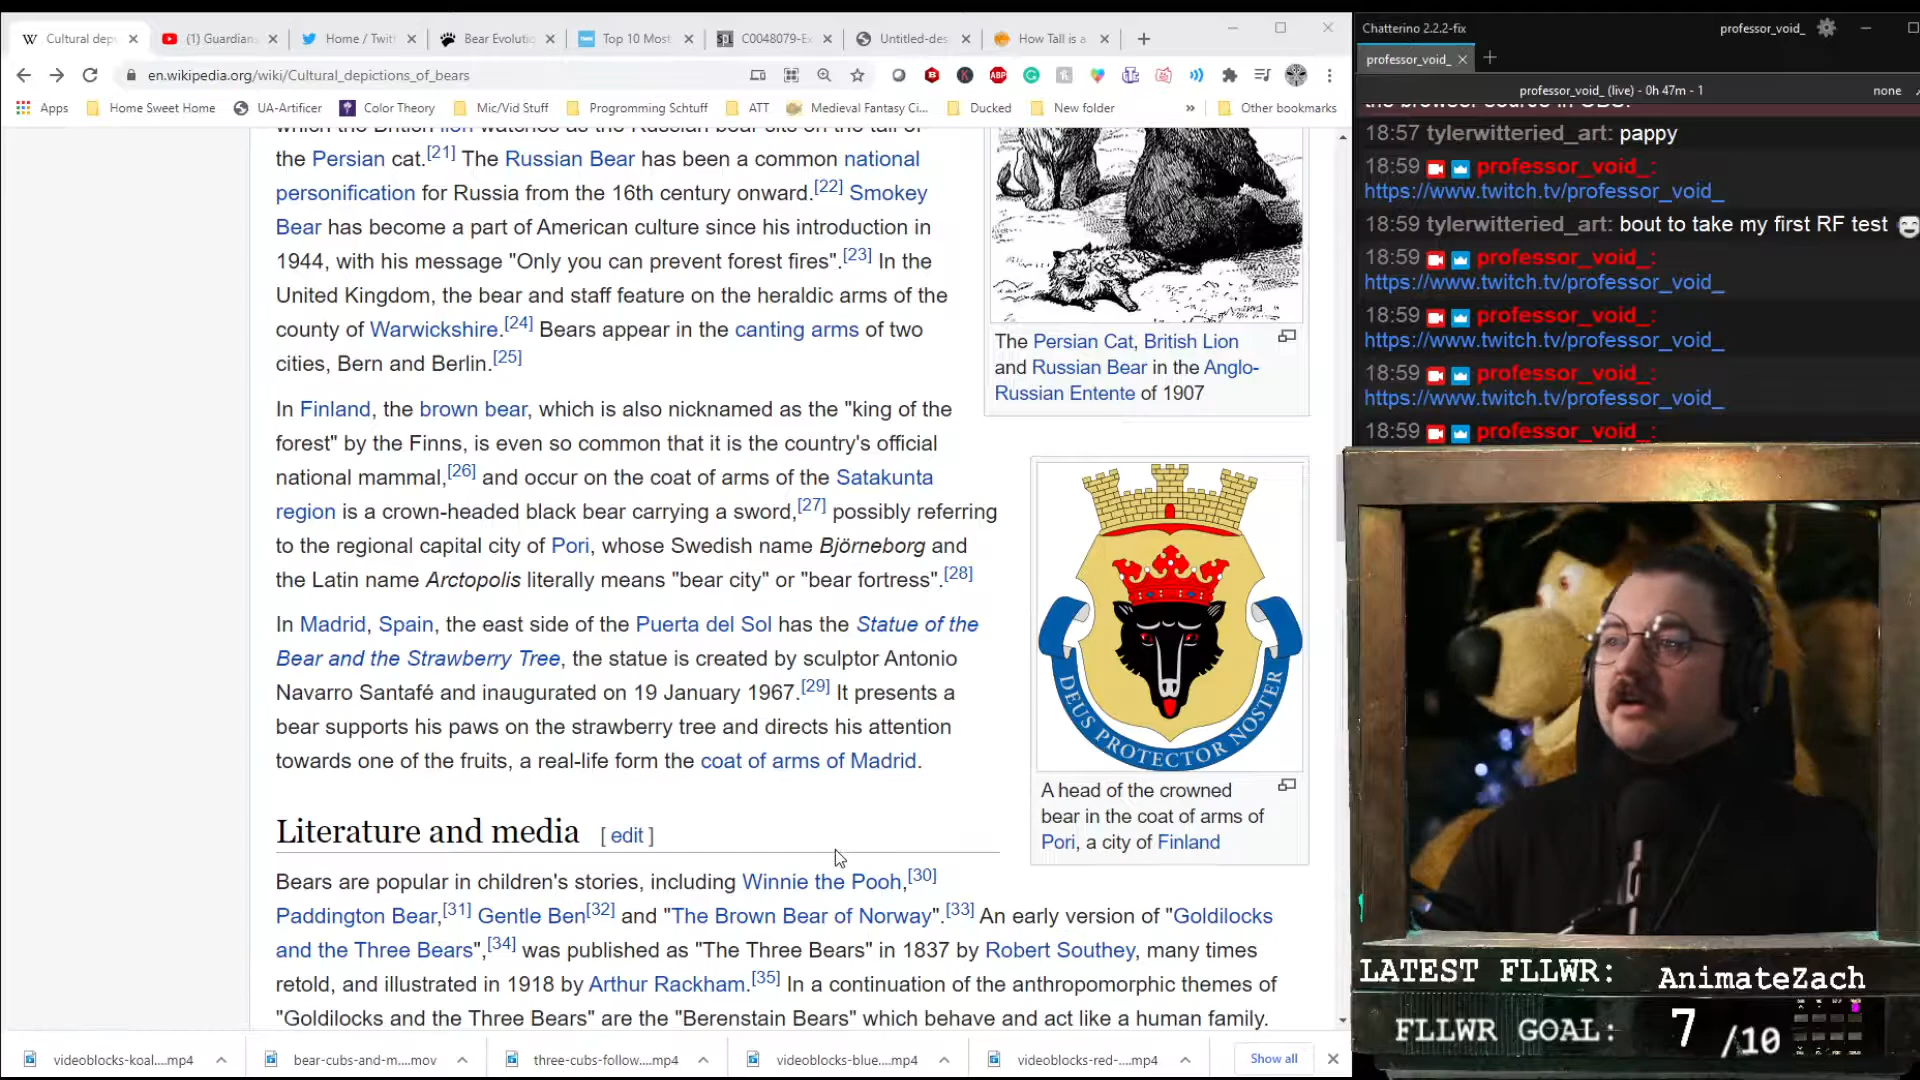 Cultural dep
(1) Guardian
Home / Twit
Bear Evoluti
Top 10 Most
C0048079-E
Untitled-des
How Tall is a
Chatterino 2.2.2-fix
professor_void_
professor_void_
en.wikipedia.org/wiki/Cultural_depictions_of_bears
ABP
professor_void_ (live) - 0h 47m - 1
none
Apps
Home Sweet Home
UA-Artificer
Color Theory
Mic/Vid Stuff
Programming Schtuff
ATT
Medieval Fantasy Ci...
Ducked
New folder
»
Other bookmarks
the browser source in OBS.
18:57 tylerwitteried_art: pappy
18:59 professor_void_:
https://www.twitch.tv/professor_void_
18:59 tylerwitteried_art: bout to take my first RF test
18:59 professor_void_:
https://www.twitch.tv/professor_void_
18:59 professor_void_:
https://www.twitch.tv/professor_void_
18:59 professor_void_:
https://www.twitch.tv/professor_void_
18:59 professor_void_:
which the British lion watches as the Russian bear sits on the tail of
the Persian cat.[21] The Russian Bear has been a common national
personification for Russia from the 16th century onward.[22] Smokey
Bear has become a part of American culture since his introduction in
1944, with his message "Only you can prevent forest fires".[23] In the
United Kingdom, the bear and staff feature on the heraldic arms of the
county of Warwickshire.[24] Bears appear in the canting arms of two
cities, Bern and Berlin.[25]
PERSIA
The Persian Cat, British Lion
and Russian Bear in the Anglo-
Russian Entente of 1907
In Finland, the brown bear, which is also nicknamed as the "king of the
forest" by the Finns, is even so common that it is the country's official
national mammal,[26] and occur on the coat of arms of the Satakunta
region is a crown-headed black bear carrying a sword,[27] possibly referring
to the regional capital city of Pori, whose Swedish name Björneborg and
the Latin name Arctopolis literally means "bear city" or "bear fortress".[28]
In Madrid, Spain, the east side of the Puerta del Sol has the Statue of the
Bear and the Strawberry Tree, the statue is created by sculptor Antonio
Navarro Santafé and inaugurated on 19 January 1967.[29] It presents a
bear supports his paws on the strawberry tree and directs his attention
towards one of the fruits, a real-life form the coat of arms of Madrid.
DEUS PROTECTOR NOSTER
A head of the crowned
bear in the coat of arms of
Pori, a city of Finland
Literature and media [ edit ]
Bears are popular in children's stories, including Winnie the Pooh,[30]
Paddington Bear,[31] Gentle Ben[32] and "The Brown Bear of Norway".[33] An early version of "Goldilocks
and the Three Bears",[34] was published as "The Three Bears" in 1837 by Robert Southey, many times
retold, and illustrated in 1918 by Arthur Rackham.[35] In a continuation of the anthropomorphic themes of
"Goldilocks and the Three Bears" are the "Berenstain Bears" which behave and act like a human family.
videoblocks-koal....mp4
bear-cubs-and-m....mov
three-cubs-follow....mp4
videoblocks-blue....mp4
videoblocks-red-....mp4
Show all
LATEST FLLWR: AnimateZach
FLLWR GOAL: 7 /10